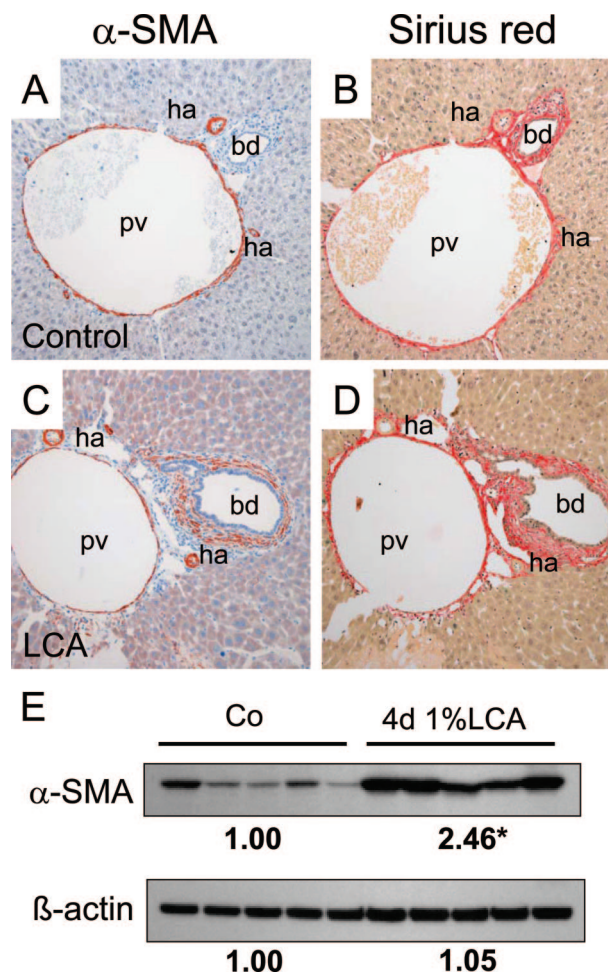 α-SMA Sirius red
A
ha
bd
pv
ha
Control
B
ha
bd
pv
ha
C
ha
bd
pv
ha
LCA
D
ha
bd
pv
ha
E
Co 4d 1%LCA
α-SMA
1.00 2.46*
ß-actin
1.00 1.05